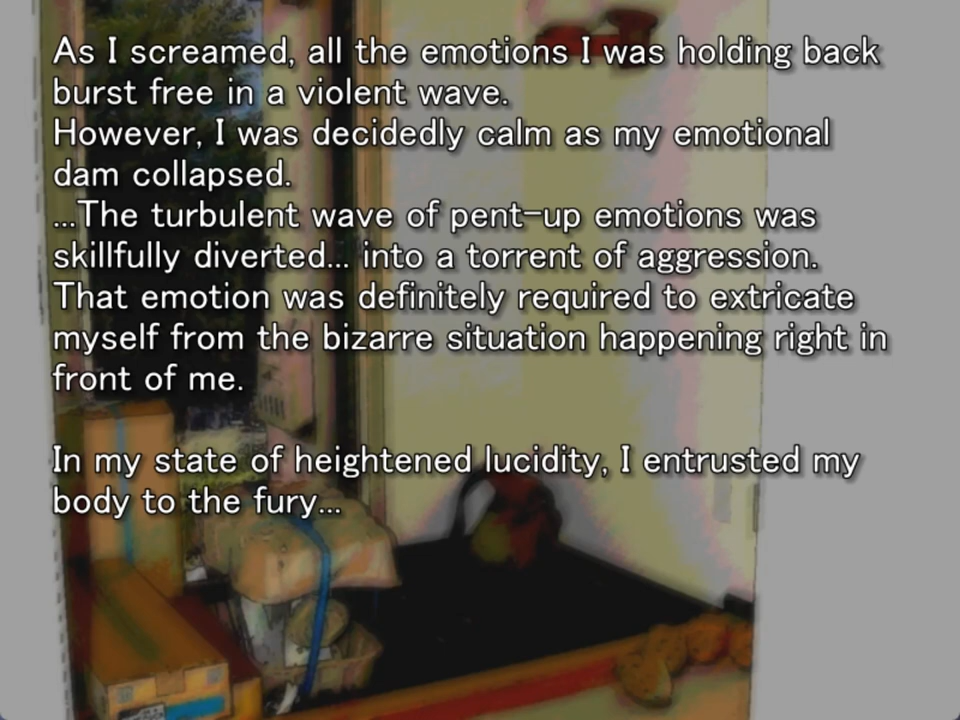 As I screamed, all the emotions I was holding back
burst free in a violent wave.
However, I was decidedly calm as my emotional
dam collapsed.
...The turbulent wave of pent-up emotions was
skillfully diverted... into a torrent of aggression.
That emotion was definitely required to extricate
myself from the bizarre situation happening right in
front of me.
In my state of heightened lucidity, I entrusted my
body to the fury...